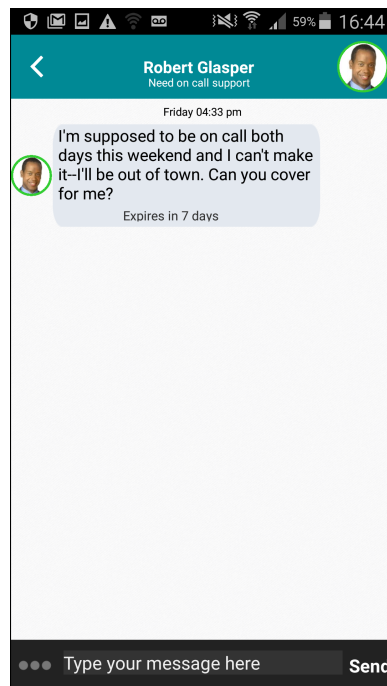 59% 16:44
Robert Glasper
Need on call support
Friday 04:33 pm
I'm supposed to be on call both
days this weekend and I can't make
it--I'll be out of town. Can you cover
for me?
Expires in 7 days
Type your message here
Send